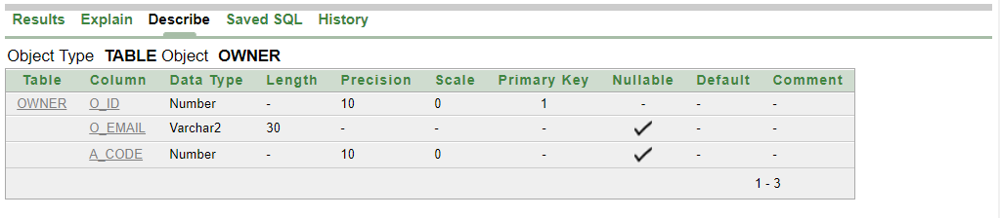 Results Explain Describe Saved SQL History
Object Type TABLE Object OWNER
Table Column Data Type Length Precision Scale Primary Key Nullable Default Comment
OWNER O_ID Number - 10 0 1 - - -
O_EMAIL Varchar2 30 - - - ✓ - -
A_CODE Number - 10 0 - ✓ - -
1 - 3